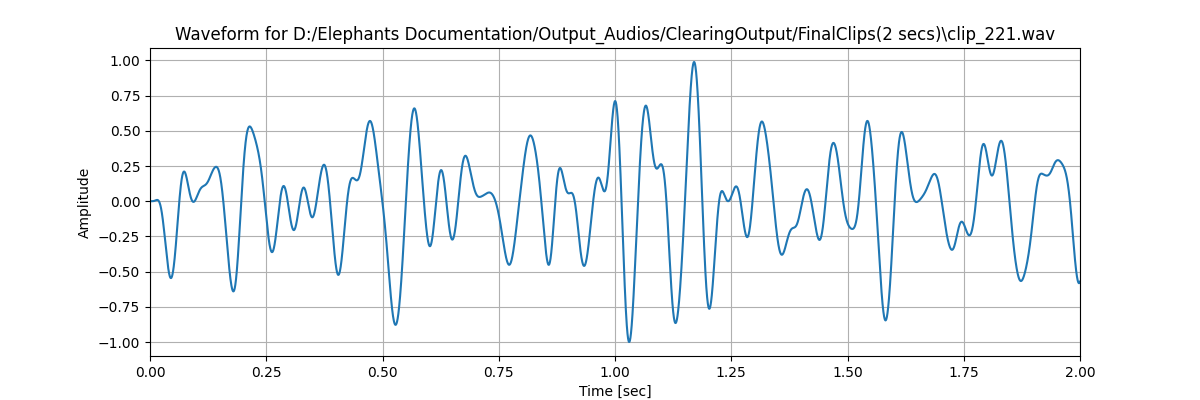 Waveform for D:/Elephants Documentation/Output_Audios/ClearingOutput/FinalClips(2 secs)\clip_221.wav
1.00
0.75
0.50
0.25
0.00
−0.25
−0.50
−0.75
−1.00
Amplitude
0.00 0.25 0.50 0.75 1.00 1.25 1.50 1.75 2.00
Time [sec]